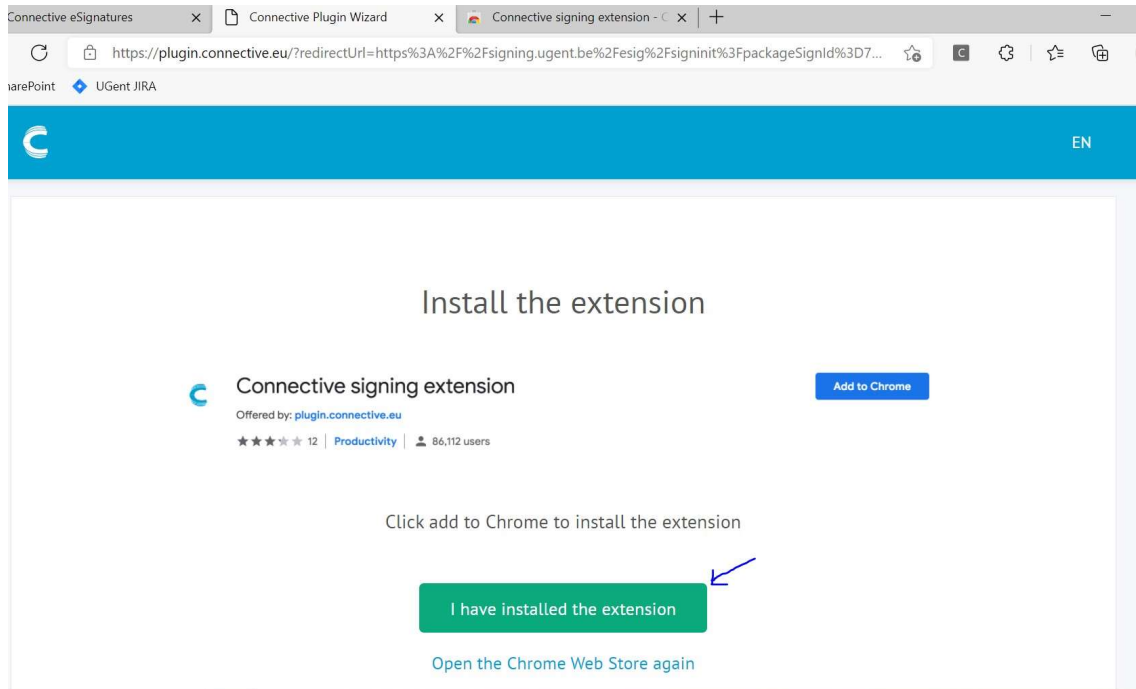 Connective eSignatures
Connective Plugin Wizard
Connective signing extension - C
https://plugin.connective.eu/?redirectUrl=https%3A%2F%2Fsigning.ugent.be%2Fesig%2Fsigninit%3FpackageSignId%3D7...
arePoint UGent JIRA
EN
Install the extension
Connective signing extension
Add to Chrome
Offered by: plugin.connective.eu
12 Productivity 86,112 users
Click add to Chrome to install the extension
I have installed the extension
Open the Chrome Web Store again